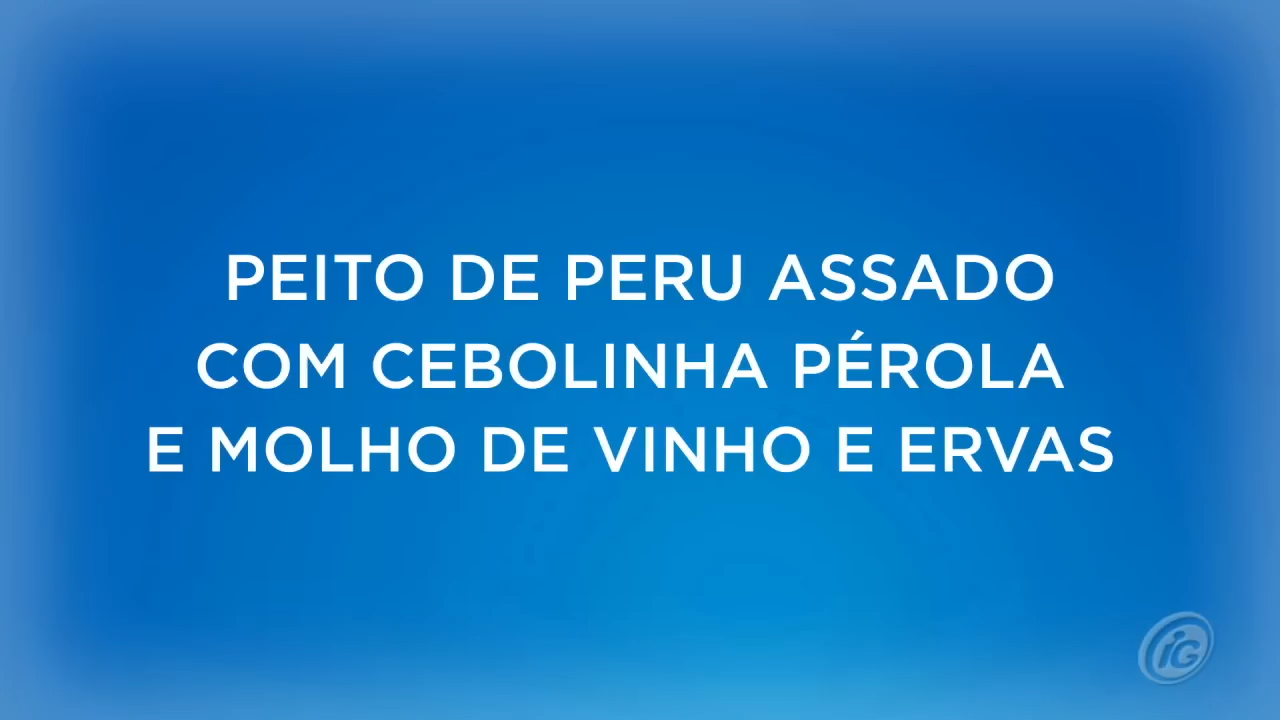 PEITO DE PERU ASSADO
COM CEBOLINHA PÉROLA
E MOLHO DE VINHO E ERVAS
iG